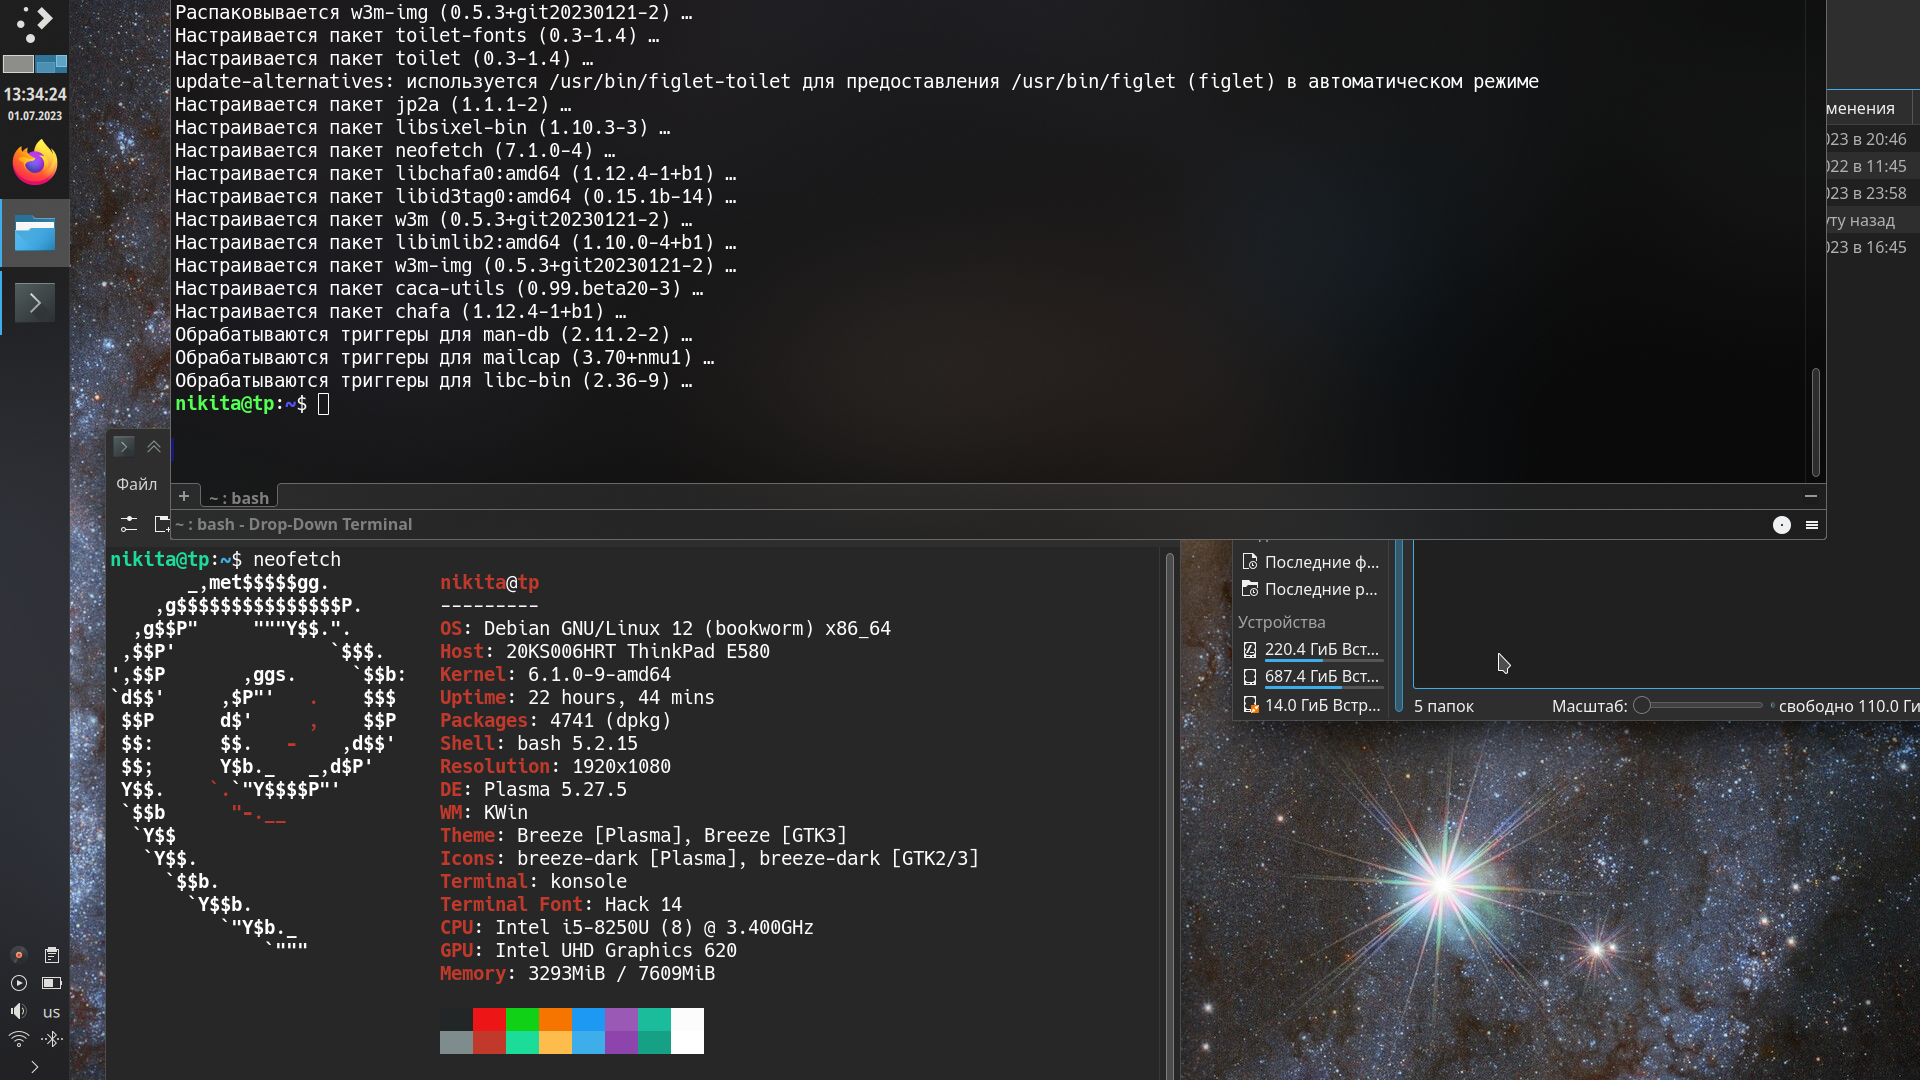 Распаковывается w3m-img (0.5.3+git20230121-2) …
Настраивается пакет toilet-fonts (0.3-1.4) …
Настраивается пакет toilet (0.3-1.4) …
update-alternatives: используется /usr/bin/figlet-toilet для предоставления /usr/bin/figlet (figlet) в автоматическом режиме
Настраивается пакет jp2a (1.1.1-2) …
Настраивается пакет libsixel-bin (1.10.3-3) …
Настраивается пакет neofetch (7.1.0-4) …
Настраивается пакет libchafa0:amd64 (1.12.4-1+b1) …
Настраивается пакет libid3tag0:amd64 (0.15.1b-14) …
Настраивается пакет w3m (0.5.3+git20230121-2) …
Настраивается пакет libimlib2:amd64 (1.10.0-4+b1) …
Настраивается пакет w3m-img (0.5.3+git20230121-2) …
Настраивается пакет caca-utils (0.99.beta20-3) …
Настраивается пакет chafa (1.12.4-1+b1) …
Обрабатываются триггеры для man-db (2.11.2-2) …
Обрабатываются триггеры для mailcap (3.70+nmu1) …
Обрабатываются триггеры для libc-bin (2.36-9) …
nikita@tp:~$
+ ~ : bash
~ : bash - Drop-Down Terminal
13:34:24
01.07.2023
менения
023 в 20:46
022 в 11:45
023 в 23:58
уту назад
023 в 16:45
Файл
nikita@tp:~$ neofetch
_,met$$$$$gg.
,g$$$$$$$$$$$$$$$P.
,g$$P"     """Y$$.".
,$$P'              `$$$.
',$$P       ,ggs.     `$$b:
`d$$'     ,$P"'   .    $$$
$$P      d$'     ,    $$P
$$:      $$.   -    ,d$$'
$$;      Y$b._   _,d$P'
Y$$.    `.`"Y$$$$P"'
`$$b      "-.__
`Y$$
`Y$$.
`$$b.
`Y$$b.
`"Y$b._
`"""
nikita@tp
---------
OS: Debian GNU/Linux 12 (bookworm) x86_64
Host: 20KS006HRT ThinkPad E580
Kernel: 6.1.0-9-amd64
Uptime: 22 hours, 44 mins
Packages: 4741 (dpkg)
Shell: bash 5.2.15
Resolution: 1920x1080
DE: Plasma 5.27.5
WM: KWin
Theme: Breeze [Plasma], Breeze [GTK3]
Icons: breeze-dark [Plasma], breeze-dark [GTK2/3]
Terminal: konsole
Terminal Font: Hack 14
CPU: Intel i5-8250U (8) @ 3.400GHz
GPU: Intel UHD Graphics 620
Memory: 3293MiB / 7609MiB
Последние ф...
Последние р...
Устройства
220.4 ГиБ Вст...
687.4 ГиБ Вст...
14.0 ГиБ Встр...
5 папок
Масштаб:
свободно 110.0 Ги
us